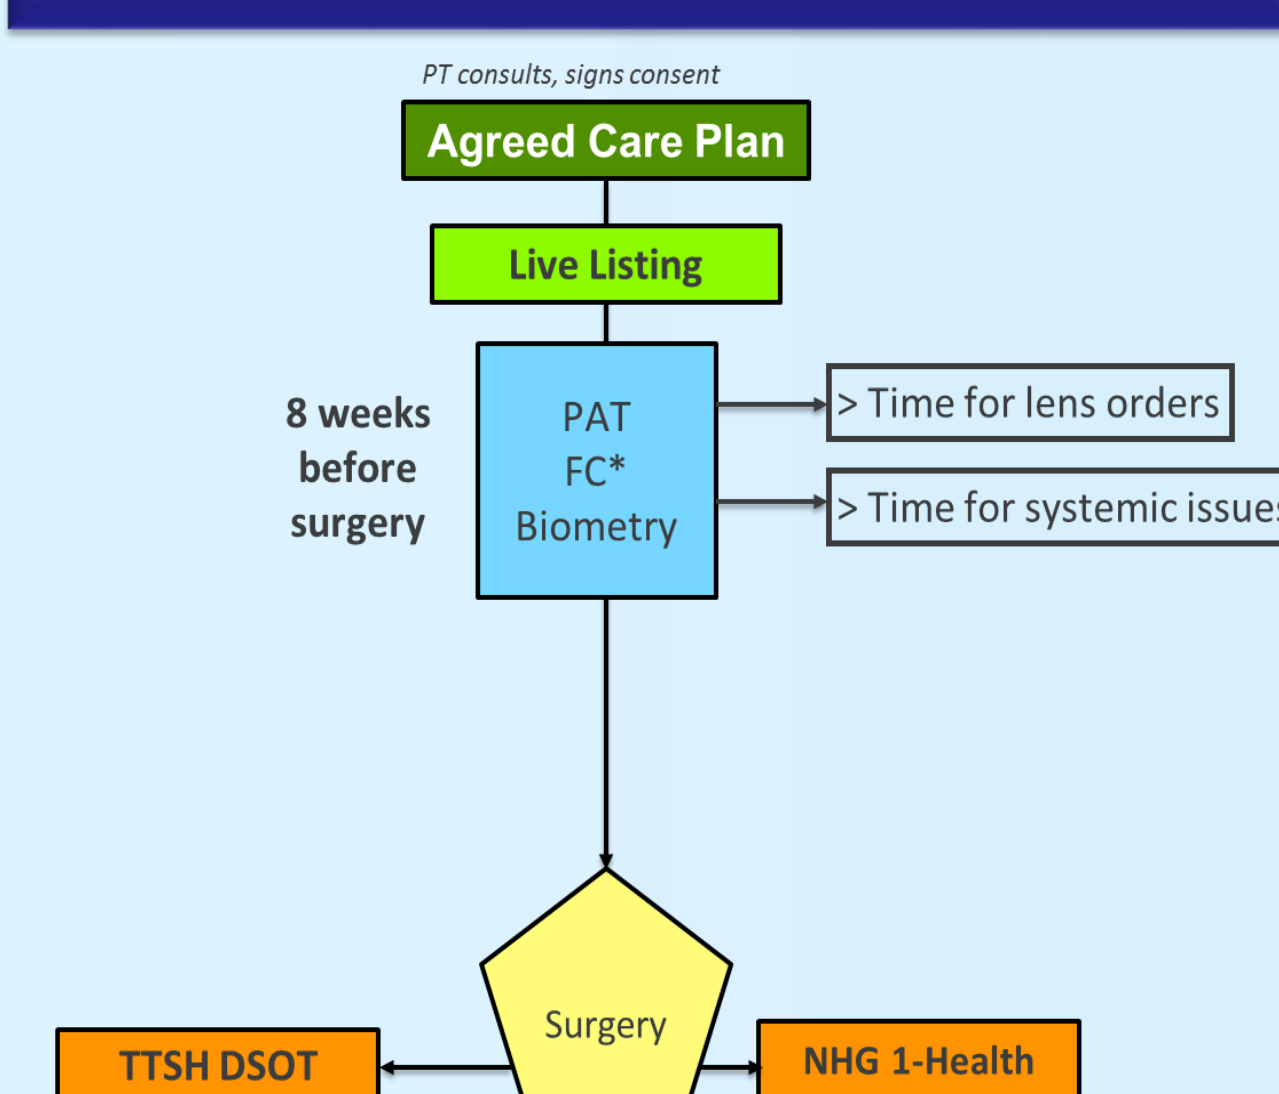 PT consults, signs consent
Agreed Care Plan
Live Listing
8 weeks
before
surgery
PAT
FC*
Biometry
> Time for lens orders
> Time for systemic issues
Surgery
TTSH DSOT
NHG 1-Health